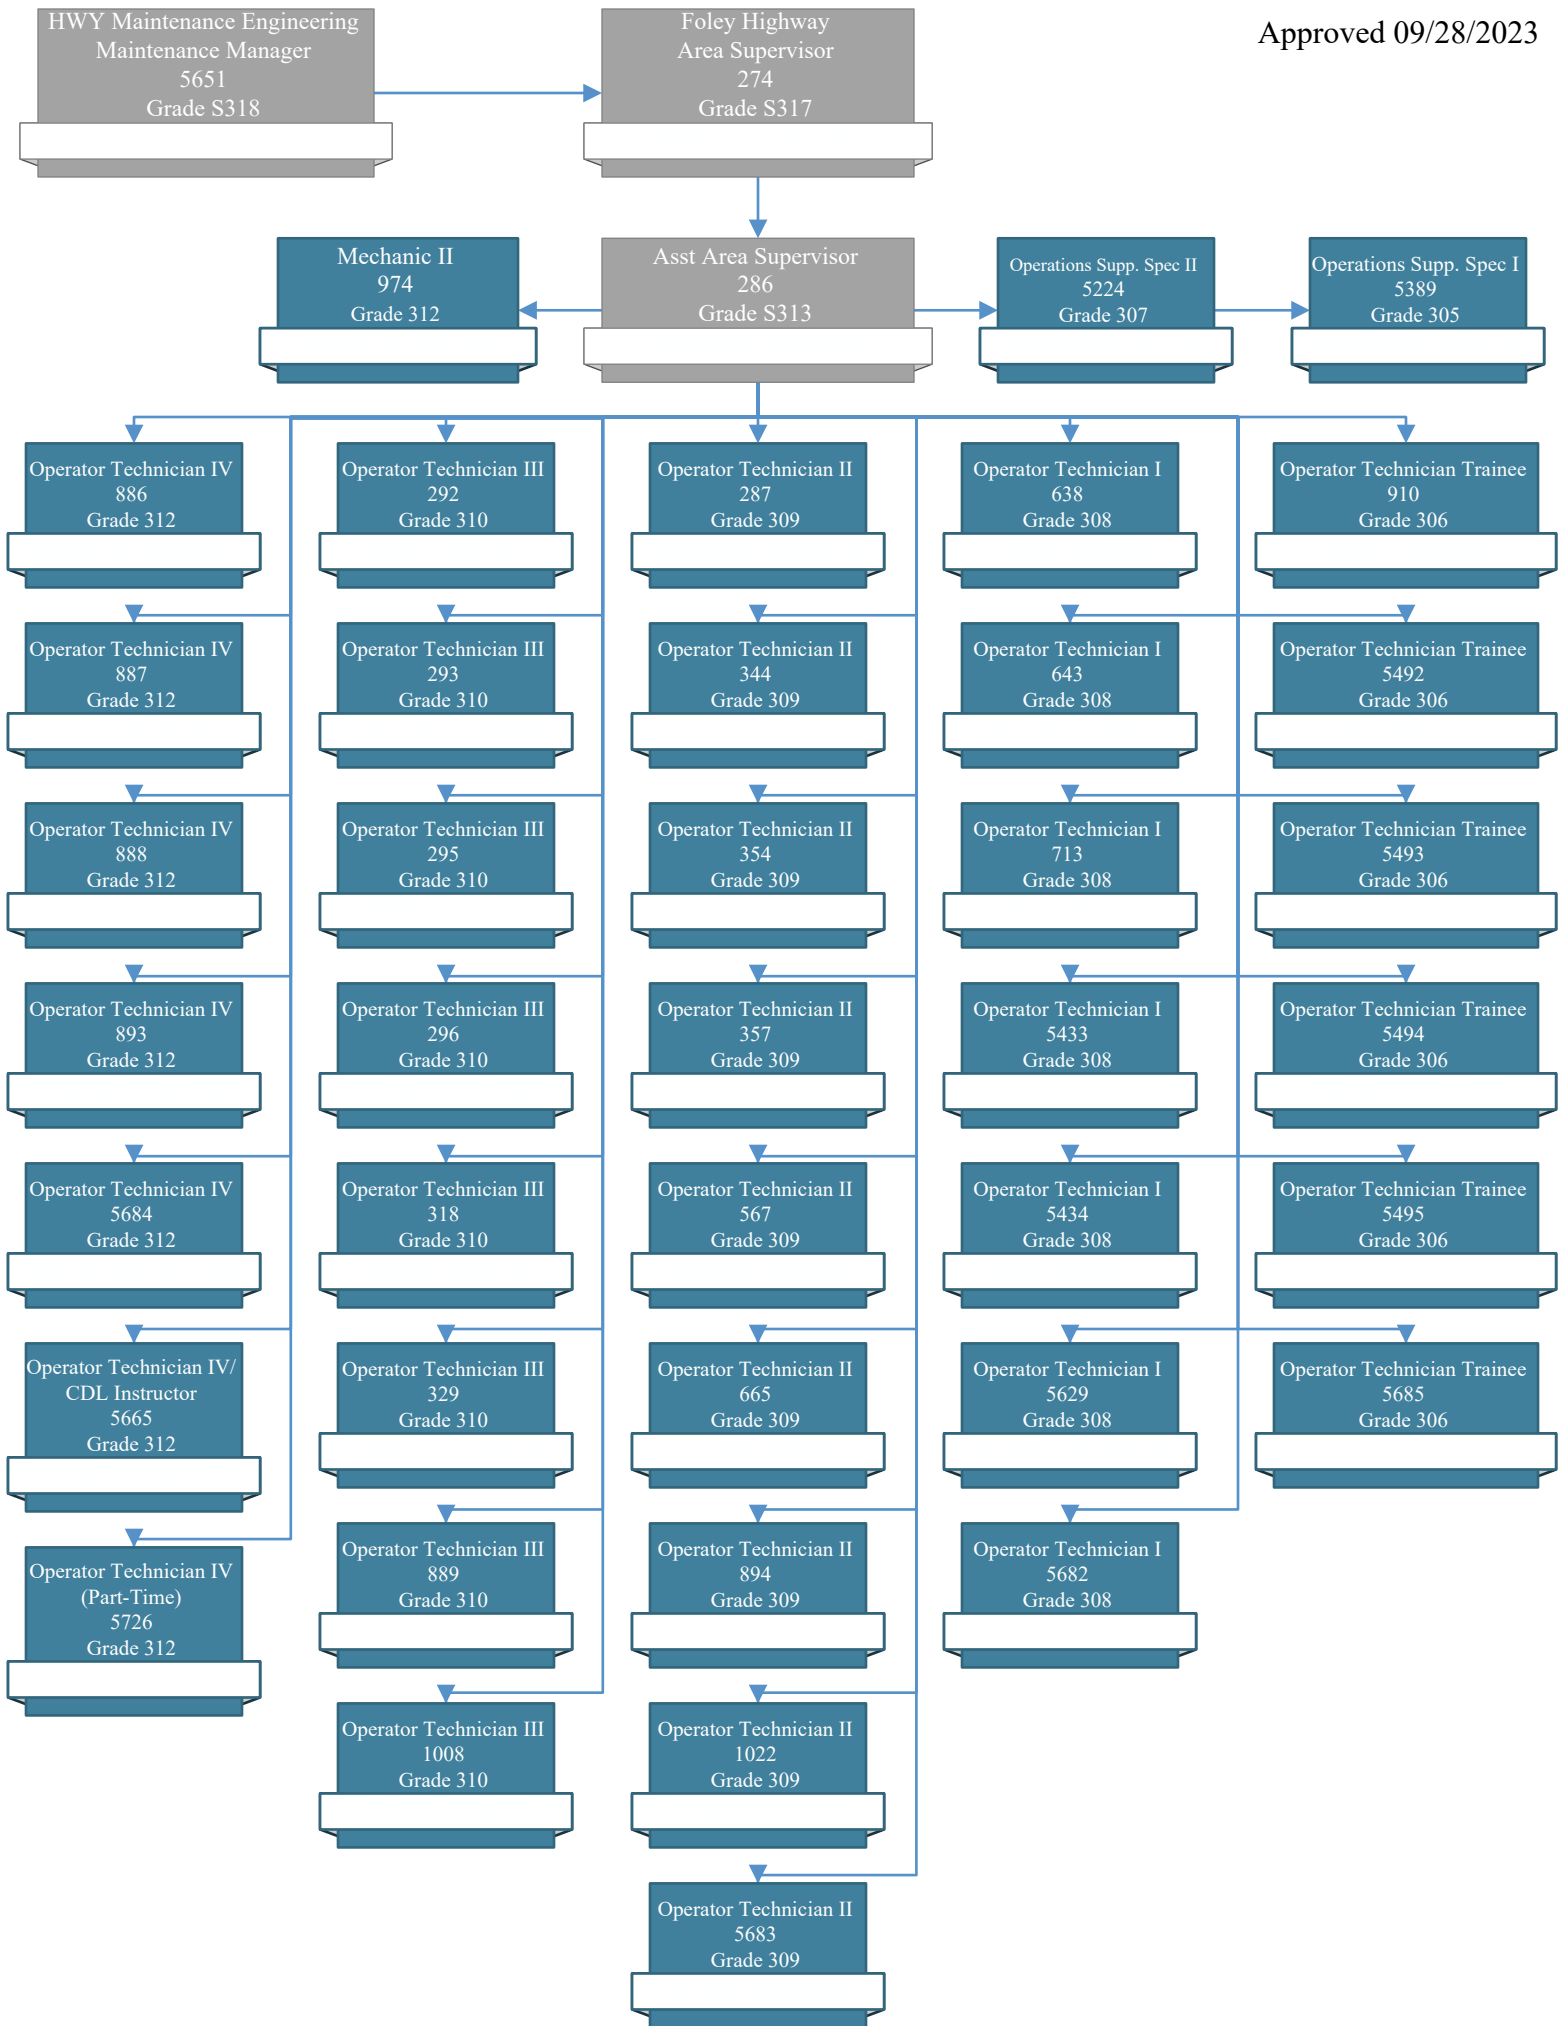 HWY Maintenance Engineering
Maintenance Manager
5651
Grade S318
Foley Highway
Area Supervisor
274
Grade S317
Approved 09/28/2023
Mechanic II
974
Grade 312
Asst Area Supervisor
286
Grade S313
Operations Supp. Spec II
5224
Grade 307
Operations Supp. Spec I
5389
Grade 305
Operator Technician IV
886
Grade 312
Operator Technician III
292
Grade 310
Operator Technician II
287
Grade 309
Operator Technician I
638
Grade 308
Operator Technician Trainee
910
Grade 306
Operator Technician IV
887
Grade 312
Operator Technician III
293
Grade 310
Operator Technician II
344
Grade 309
Operator Technician I
643
Grade 308
Operator Technician Trainee
5492
Grade 306
Operator Technician IV
888
Grade 312
Operator Technician III
295
Grade 310
Operator Technician II
354
Grade 309
Operator Technician I
713
Grade 308
Operator Technician Trainee
5493
Grade 306
Operator Technician IV
893
Grade 312
Operator Technician III
296
Grade 310
Operator Technician II
357
Grade 309
Operator Technician I
5433
Grade 308
Operator Technician Trainee
5494
Grade 306
Operator Technician IV
5684
Grade 312
Operator Technician III
318
Grade 310
Operator Technician II
567
Grade 309
Operator Technician I
5434
Grade 308
Operator Technician Trainee
5495
Grade 306
Operator Technician IV/
CDL Instructor
5665
Grade 312
Operator Technician III
329
Grade 310
Operator Technician II
665
Grade 309
Operator Technician I
5629
Grade 308
Operator Technician Trainee
5685
Grade 306
Operator Technician IV
(Part-Time)
5726
Grade 312
Operator Technician III
889
Grade 310
Operator Technician II
894
Grade 309
Operator Technician I
5682
Grade 308
Operator Technician III
1008
Grade 310
Operator Technician II
1022
Grade 309
Operator Technician II
5683
Grade 309